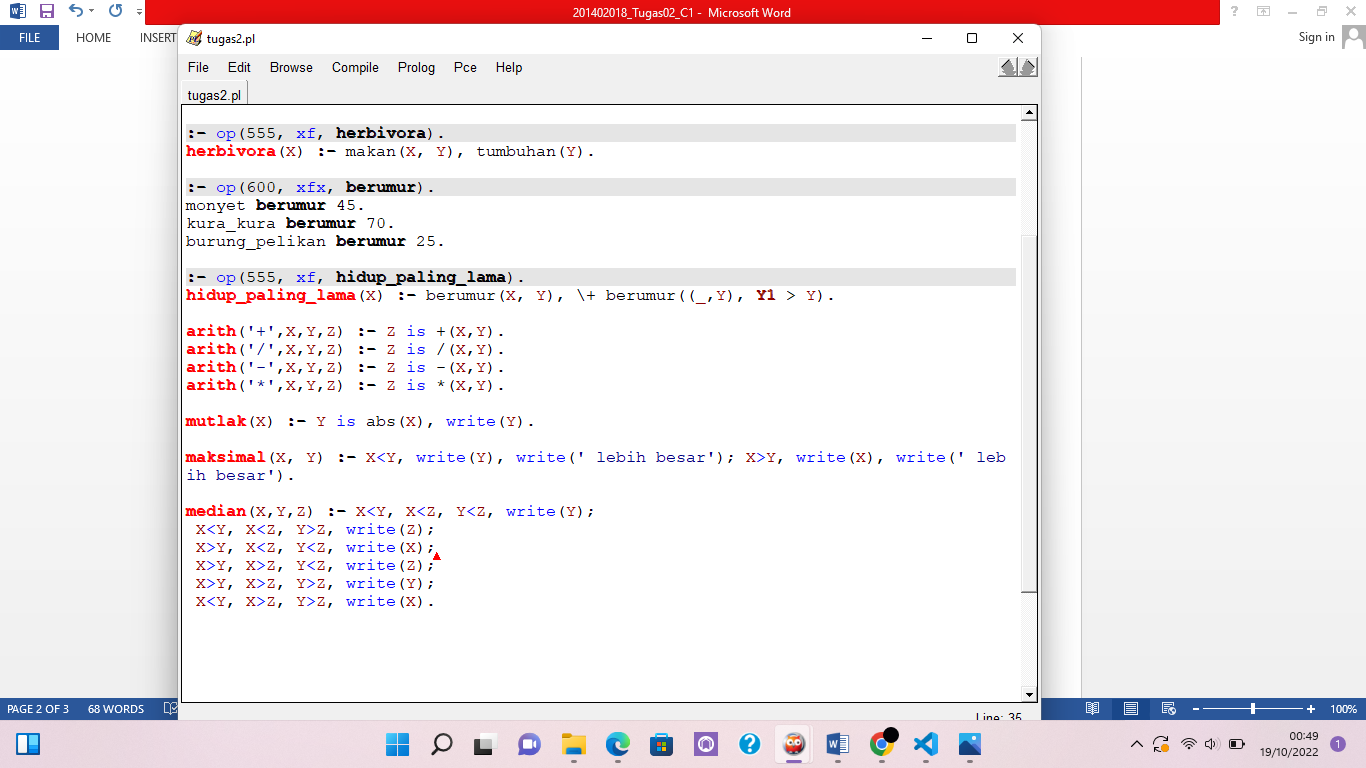 201402018_Tugas02_C1 - Microsoft Word
FILE HOME INSERT
Sign in
tugas2.pl
File Edit Browse Compile Prolog Pce Help
tugas2.pl
:- op(555, xf, herbivora).
herbivora(X) :- makan(X, Y), tumbuhan(Y).
:- op(600, xfx, berumur).
monyet berumur 45.
kura_kura berumur 70.
burung_pelikan berumur 25.
:- op(555, xf, hidup_paling_lama).
hidup_paling_lama(X) :- berumur(X, Y), \+ berumur((_,Y), Y1 > Y).
arith('+',X,Y,Z) :- Z is +(X,Y).
arith('/',X,Y,Z) :- Z is /(X,Y).
arith('-',X,Y,Z) :- Z is -(X,Y).
arith('*',X,Y,Z) :- Z is *(X,Y).
mutlak(X) :- Y is abs(X), write(Y).
maksimal(X, Y) :- X<Y, write(Y), write(' lebih besar'); X>Y, write(X), write(' leb
ih besar').
median(X,Y,Z) :- X<Y, X<Z, Y<Z, write(Y);
X<Y, X<Z, Y>Z, write(Z);
X>Y, X<Z, Y<Z, write(X);
X>Y, X>Z, Y<Z, write(Z);
X>Y, X>Z, Y>Z, write(Y);
X<Y, X>Z, Y>Z, write(X).
Line: 35
PAGE 2 OF 3 68 WORDS
100%
00:49
19/10/2022
1